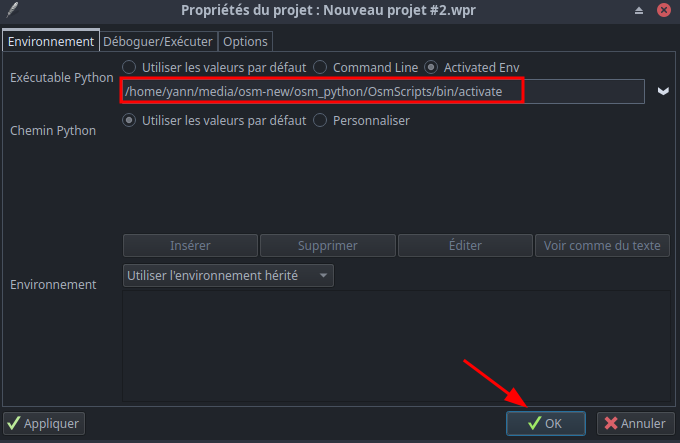 Propriétés du projet : Nouveau projet #2.wpr
Environnement Déboguer/Exécuter Options
Exécutable Python Utiliser les valeurs par défaut Command Line Activated Env
/home/yann/media/osm-new/osm_python/OsmScripts/bin/activate
Chemin Python Utiliser les valeurs par défaut Personnaliser
Insérer Supprimer Éditer Voir comme du texte
Environnement Utiliser l'environnement hérité
Appliquer OK Annuler